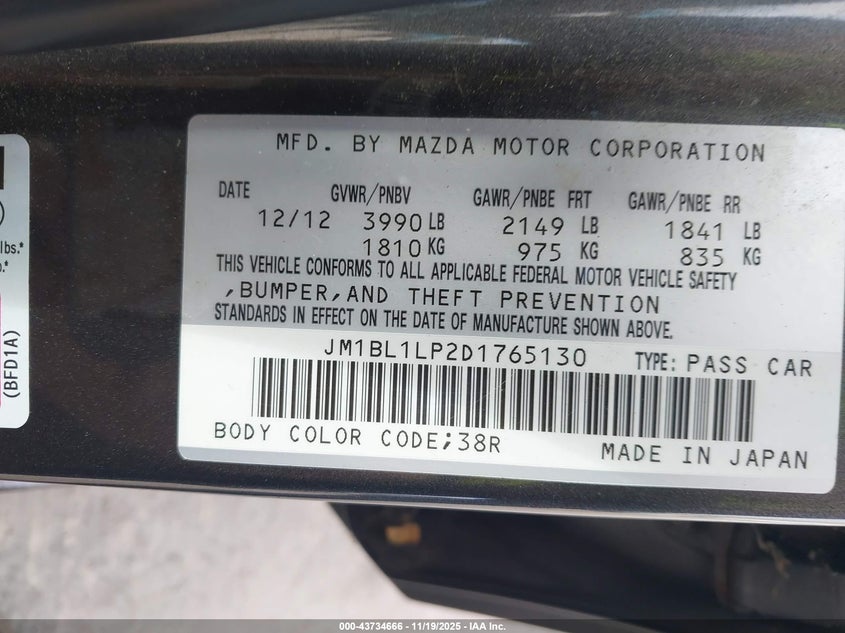 MFD. BY MAZDA MOTOR CORPORATION
DATE GVWR/PNBV GAWR/PNBE FRT GAWR/PNBE RR
12/12 3990 LB 2149 LB 1841 LB
1810 KG 975 KG 835 KG
THIS VEHICLE CONFORMS TO ALL APPLICABLE FEDERAL MOTOR VEHICLE SAFETY
,BUMPER,AND THEFT PREVENTION
STANDARDS IN EFFECT ON THE DATE OF MANUFACTURE SHOWN ABOVE.
JM1BL1LP2D1765130 TYPE: PASS CAR
BODY COLOR CODE;38R MADE IN JAPAN
lbs.*
(BFD1A)
000-43734666 - 11/19/2025 - IAA Inc.